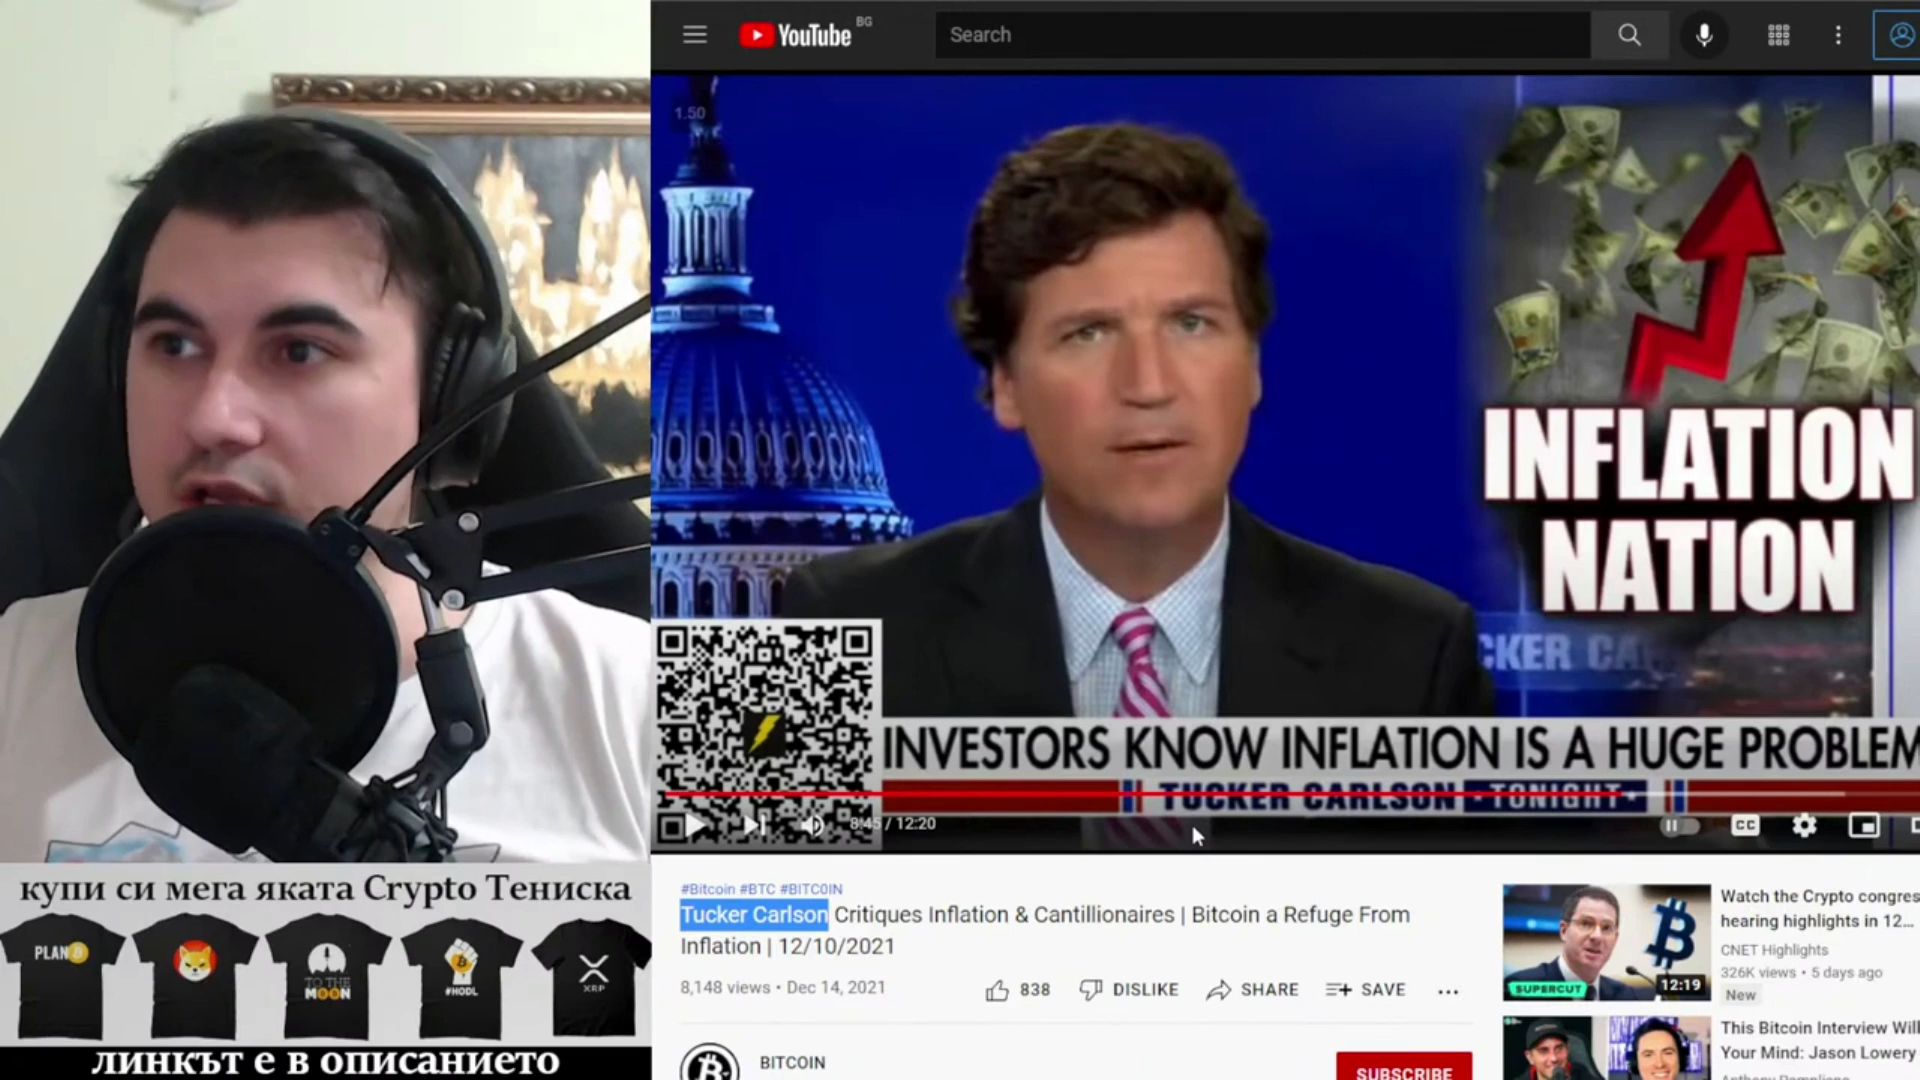 YouTube BG
Search
1.50
INFLATION
NATION
CKER CA
INVESTORS KNOW INFLATION IS A HUGE PROBLEM
TUCKER CARLSON TONIGHT
8:45 / 12:20
CC
#Bitcoin #BTC #BITCOIN
Tucker Carlson Critiques Inflation & Cantillionaires | Bitcoin a Refuge From
Inflation | 12/10/2021
8,148 views • Dec 14, 2021
838
DISLIKE
SHARE
SAVE
BITCOIN
SUBSCRIBE
SUPERCUT
12:19
Watch the Crypto congres
hearing highlights in 12...
CNET Highlights
326K views • 5 days ago
New
This Bitcoin Interview Will
Your Mind: Jason Lowery
Anthony Pompliano
купи си мега яката Crypto Тениска
PLAN B
TO THE
MOON
#HODL
XRP
линкът е в описанието